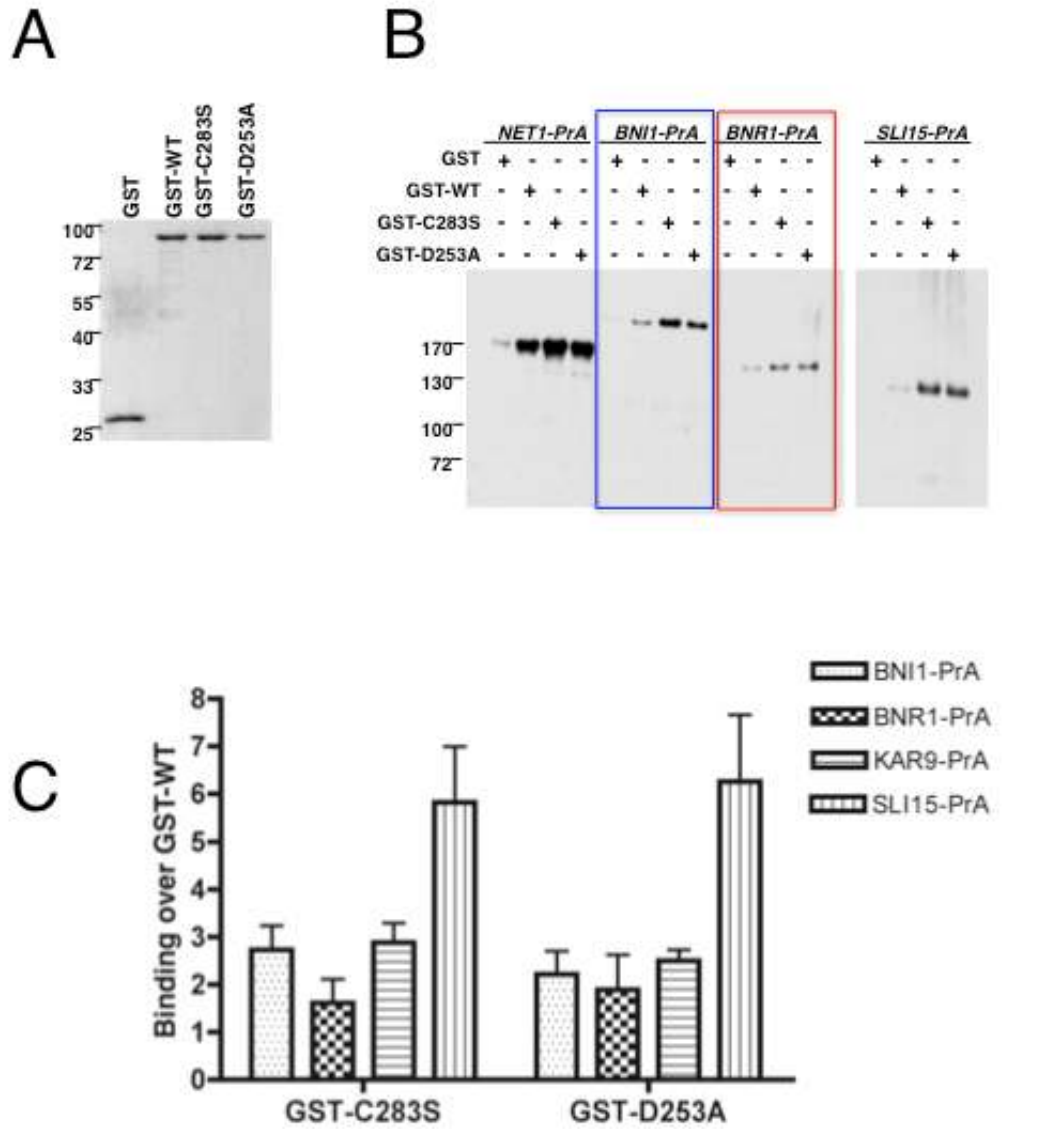 A
B
GST
GST-WT
GST-C283S
GST-D253A
100
72
55
40
33
25
NET1-PrA BNI1-PrA BNR1-PrA SLI15-PrA
GST + - - - + - - - + - - - + - - -
GST-WT - + - - - + - - - + - - - + - -
GST-C283S - - + - - - + - - - + - - - + -
GST-D253A - - - + - - - + - - - + - - - +
170
130
100
72
C
Binding over GST-WT
8
7
6
5
4
3
2
1
0
GST-C283S GST-D253A
BNI1-PrA
BNR1-PrA
KAR9-PrA
SLI15-PrA